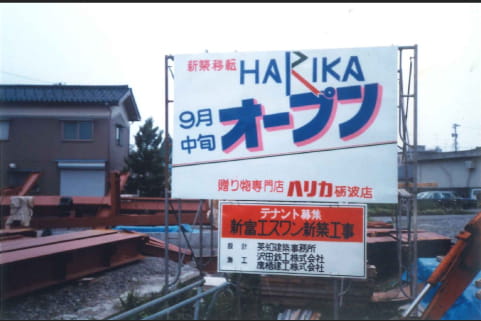 新築移転 HARIKA
9月
中旬
オープン
贈り物専門店 ハリカ 砺波店
テナント募集
新富エスワン新築工事
設計 英知建築事務所
施工 沢田鉄工株式会社
鷹栖建工株式会社